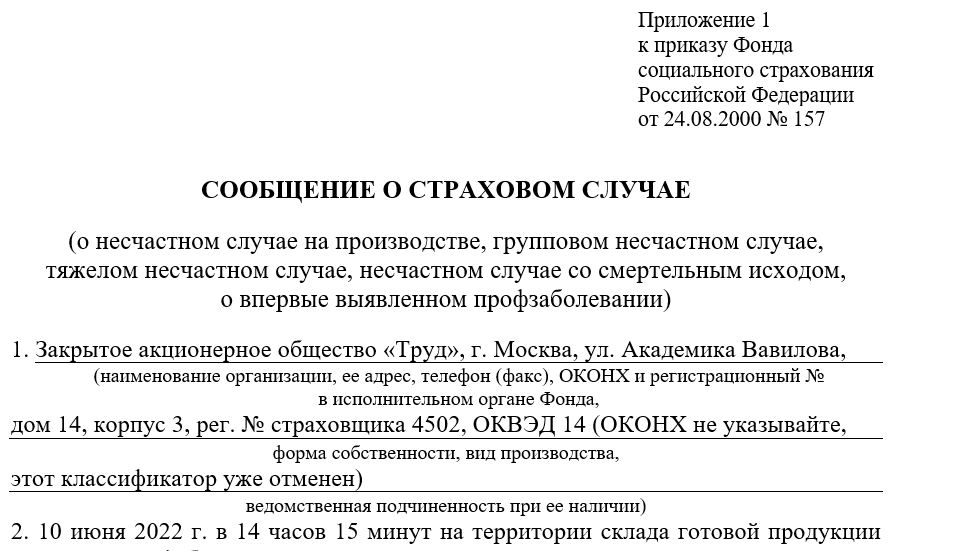 Приложение 1
к приказу Фонда
социального страхования
Российской Федерации
от 24.08.2000 № 157
СООБЩЕНИЕ О СТРАХОВОМ СЛУЧАЕ
(о несчастном случае на производстве, групповом несчастном случае,
тяжелом несчастном случае, несчастном случае со смертельным исходом,
о впервые выявленном профзаболевании)
1. Закрытое акционерное общество «Труд», г. Москва, ул. Академика Вавилова,
(наименование организации, ее адрес, телефон (факс), ОКОНХ и регистрационный №
в исполнительном органе Фонда,
дом 14, корпус 3, рег. № страховщика 4502, ОКВЭД 14 (ОКОНХ не указывайте,
форма собственности, вид производства,
этот классификатор уже отменен)
ведомственная подчиненность при ее наличии)
2. 10 июня 2022 г. в 14 часов 15 минут на территории склада готовой продукции